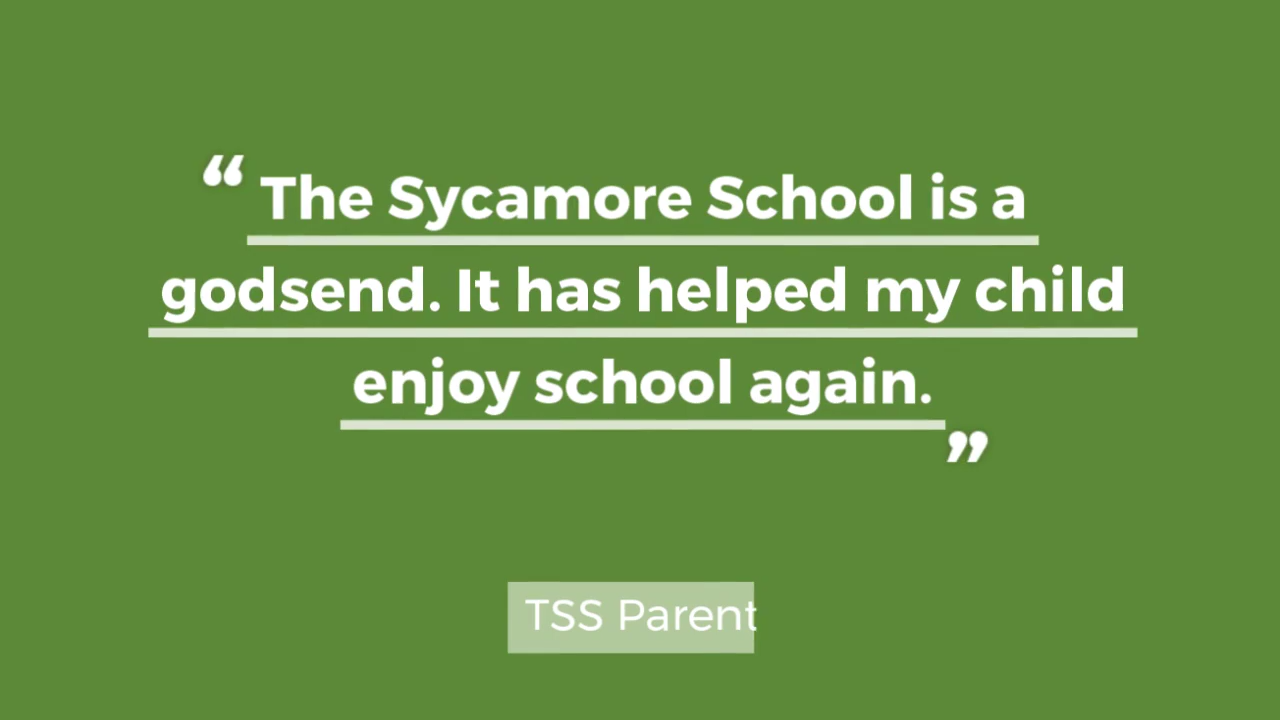 “ The Sycamore School is a
godsend. It has helped my child
enjoy school again. ”
TSS Parent